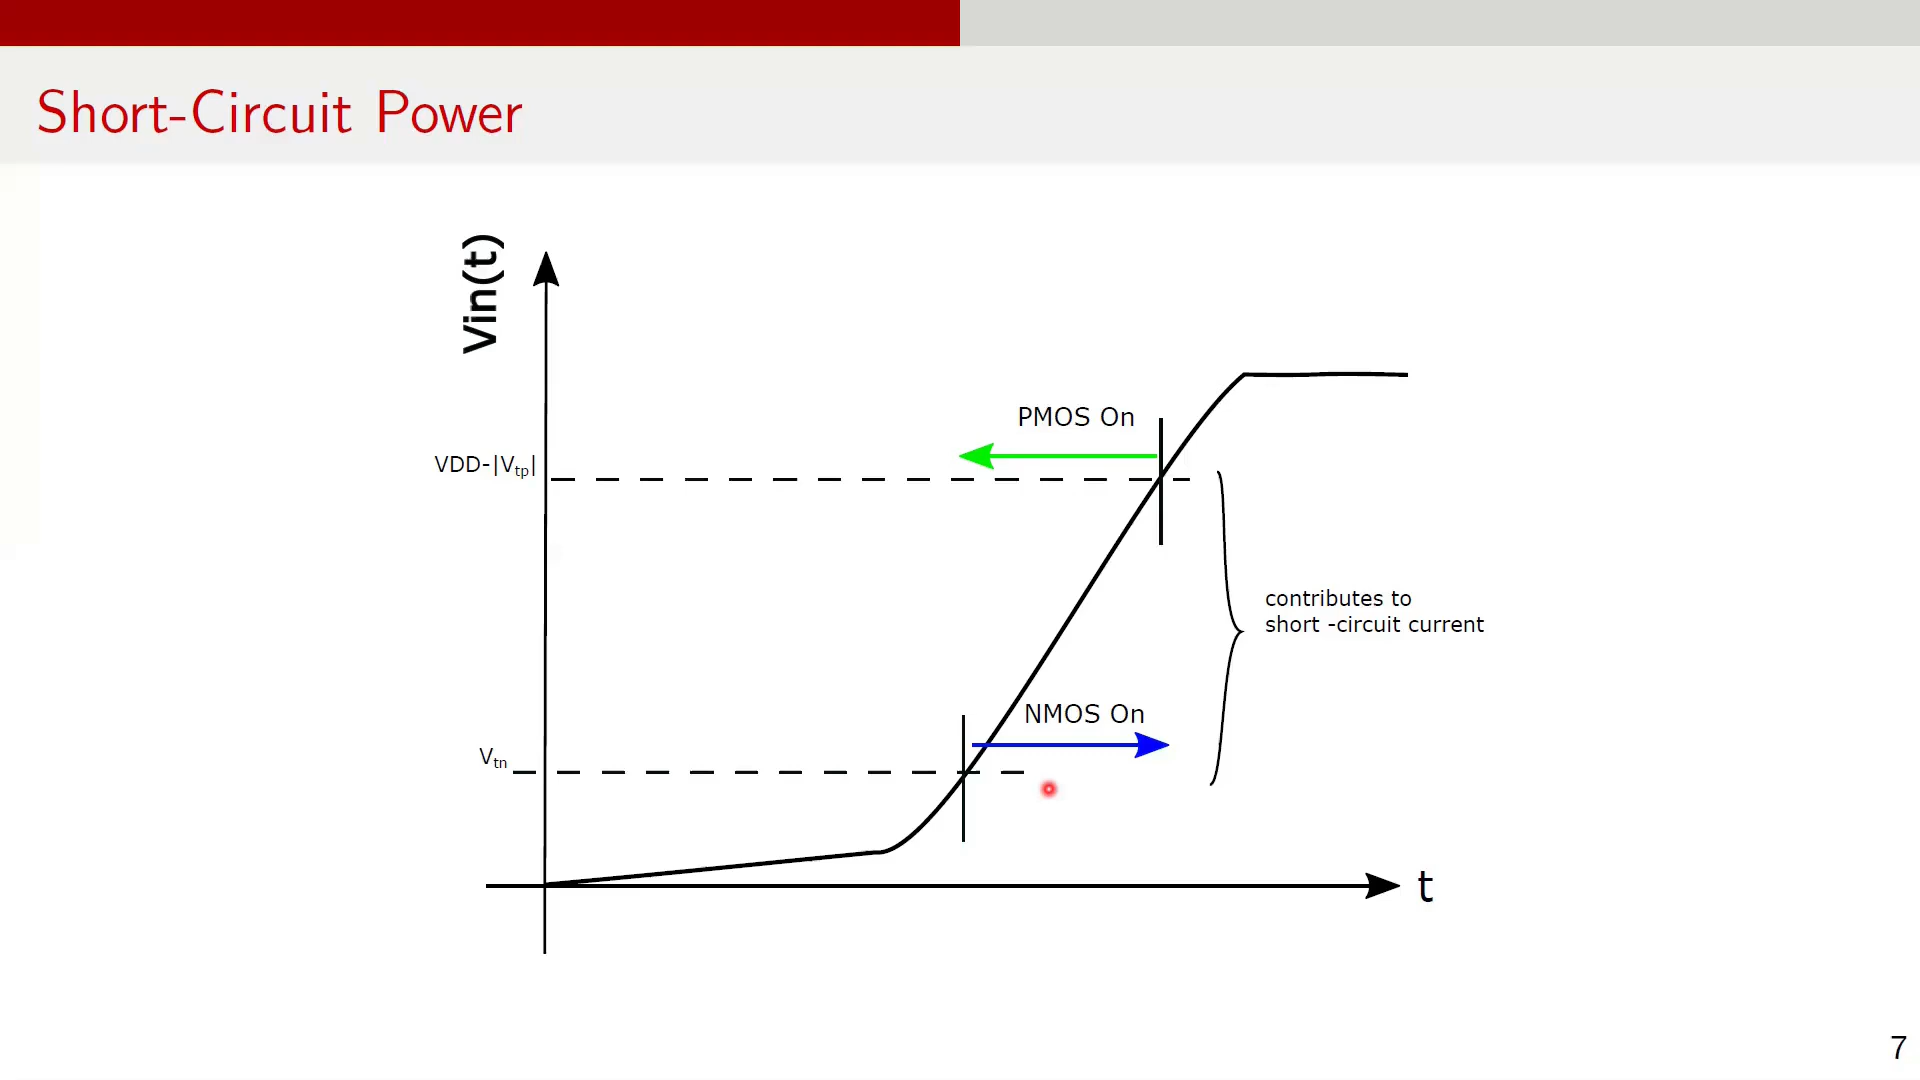 Short-Circuit Power
Vin(t)
PMOS On
VDD-|Vtp|
contributes to
short -circuit current
NMOS On
Vtn
t
7